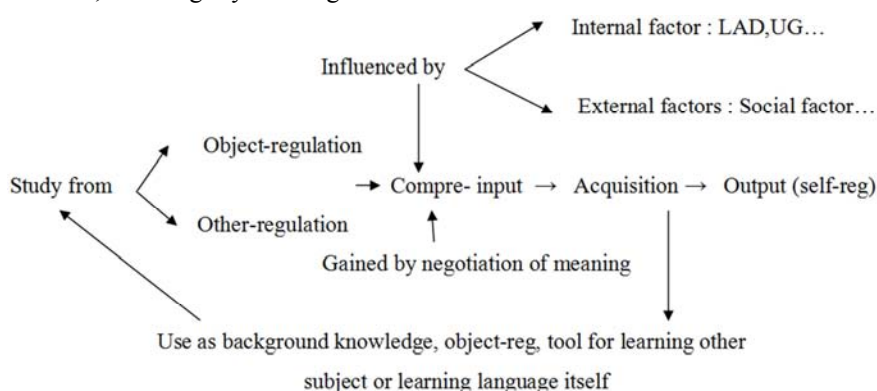 Internal factor : LAD,UG…
Influenced by
External factors : Social factor…
Object-regulation
Study from
→ Compre- input → Acquisition → Output (self-reg)
Other-regulation
Gained by negotiation of meaning
Use as background knowledge, object-reg, tool for learning other
subject or learning language itself